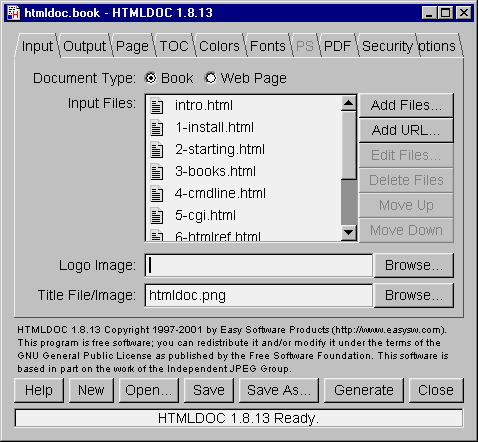 htmldoc.book - HTMLDOC 1.8.13
Input Output Page TOC Colors Fonts PS PDF Security ptions
Document Type: Book Web Page
Input Files: intro.html Add Files...
1-install.html Add URL...
2-starting.html Edit Files...
3-books.html Delete Files
4-cmdline.html Move Up
5-cgi.html Move Down
6-htmlref.html
Logo Image: Browse...
Title File/Image: htmldoc.png Browse...
HTMLDOC 1.8.13 Copyright 1997-2001 by Easy Software Products (http://www.easysw.com).
This program is free software; you can redistribute it and/or modify it under the terms of the
GNU General Public License as published by the Free Software Foundation. This software is
based in part on the work of the Independent JPEG Group.
Help New Open... Save Save As... Generate Close
HTMLDOC 1.8.13 Ready.